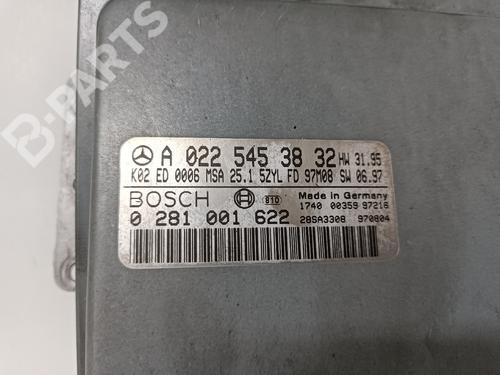 B-PARTS
A 022 545 38 32 HW 31.95
K02 ED 0006 MSA 25.1 5ZYL FD 97M08 SW 06.97
BOSCH 810 Made in Germany
1740 00359 97216
0 281 001 622 28SA3308 970804